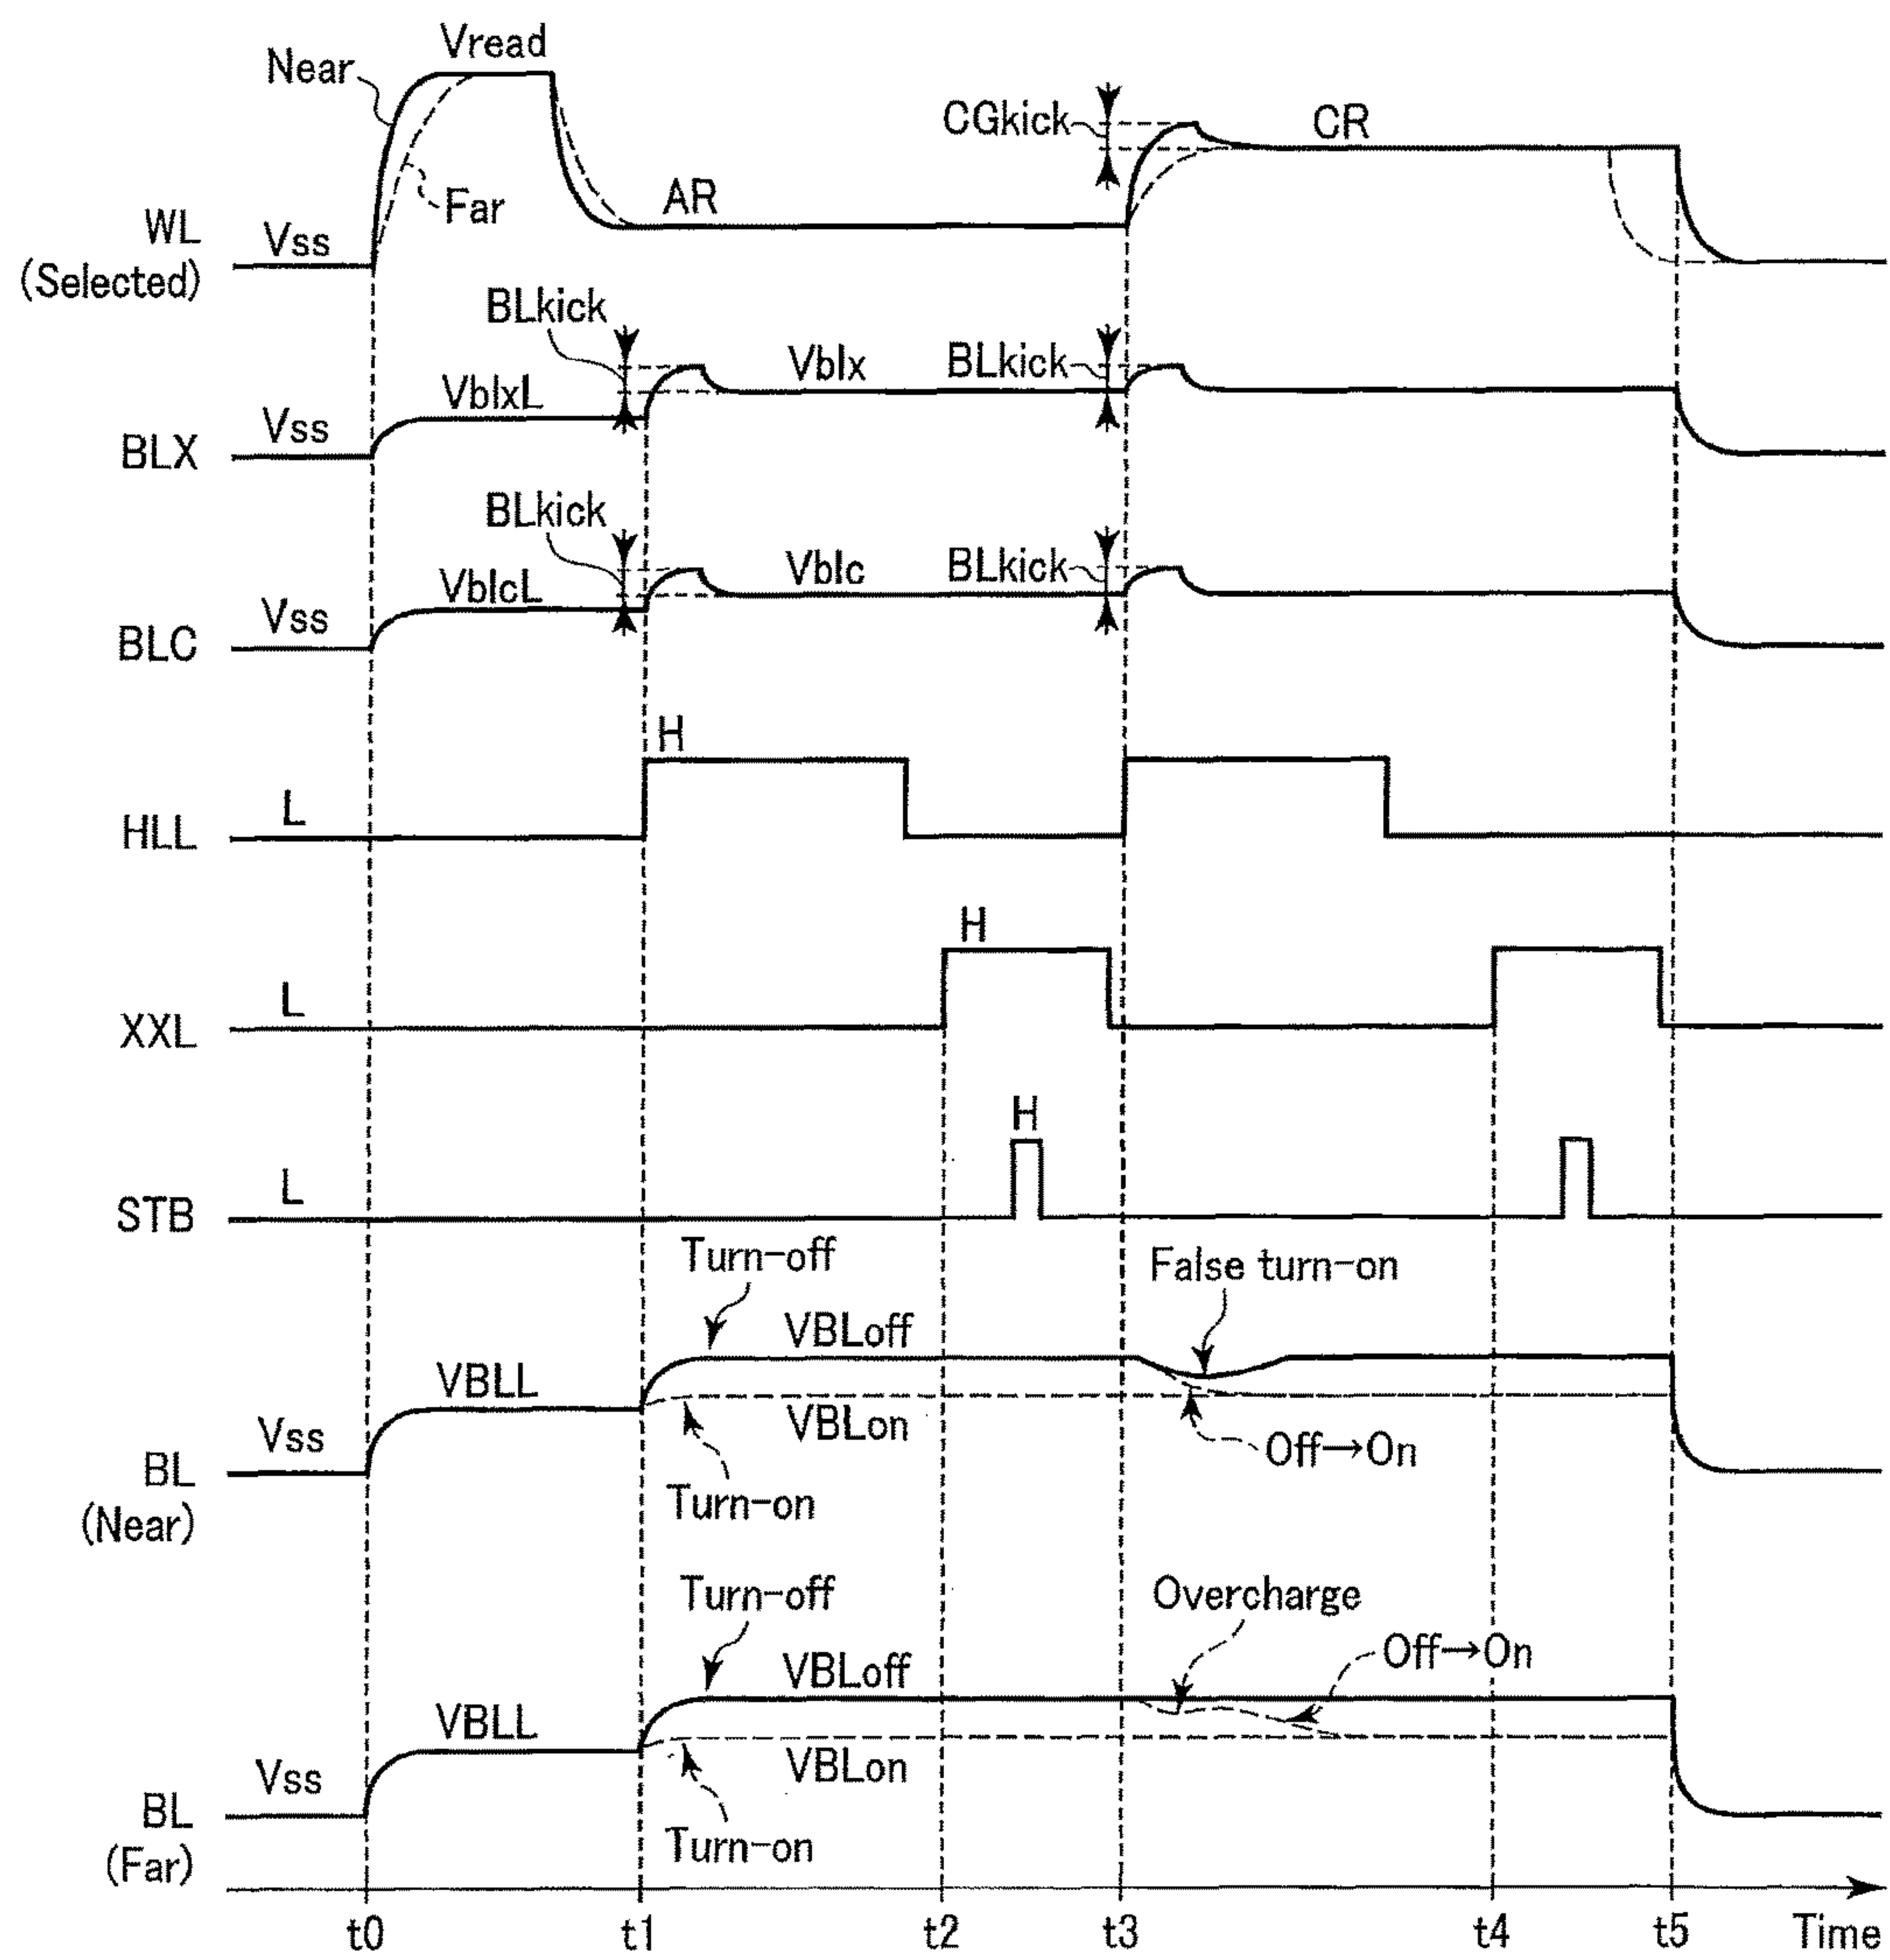 Vread
Near
CGkick
CR
Far
AR
WL
(Selected)
Vss
BLkick
VblxL
Vblx
BLkick
Vss
BLX
BLkick
VblcL
Vblc
BLkick
Vss
BLC
H
L
HLL
H
L
XXL
H
L
STB
Turn-off
False turn-on
VBLoff
VBLL
VBLon
Vss
Off→On
BL
(Near)
Turn-on
Turn-off
Overcharge
Off→On
VBLoff
VBLL
VBLon
Vss
BL
(Far)
Turn-on
t0 t1 t2 t3 t4 t5 Time